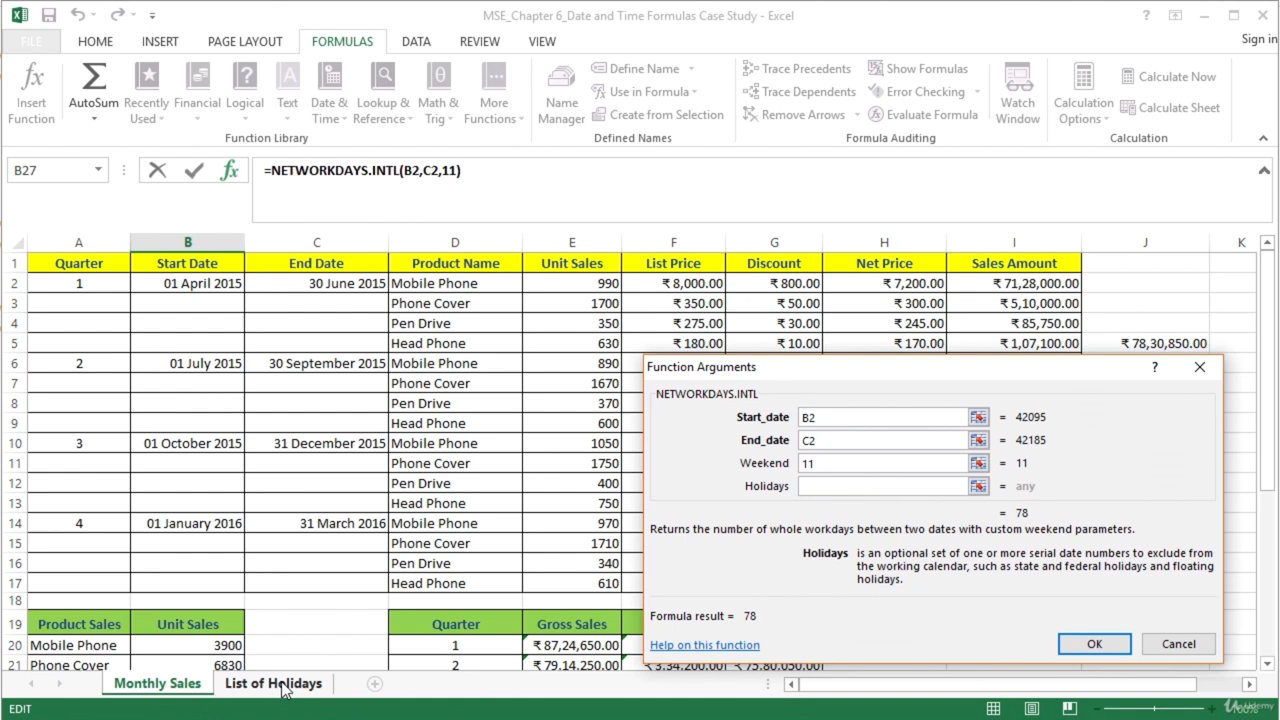 MSE_Chapter 6_Date and Time Formulas Case Study - Excel
FILE HOME INSERT PAGE LAYOUT FORMULAS DATA REVIEW VIEW Sign in
Insert Function
AutoSum
Recently Used
Financial
Logical
Text
Date & Time
Lookup & Reference
Math & Trig
More Functions
Function Library
Name Manager
Define Name
Use in Formula
Create from Selection
Defined Names
Trace Precedents
Trace Dependents
Remove Arrows
Show Formulas
Error Checking
Evaluate Formula
Formula Auditing
Watch Window
Calculation Options
Calculate Now
Calculate Sheet
Calculation
B27 fx =NETWORKDAYS.INTL(B2,C2,11)
A B C D E F G H I J K
1 Quarter Start Date End Date Product Name Unit Sales List Price Discount Net Price Sales Amount
2 1 01 April 2015 30 June 2015 Mobile Phone 990 ₹ 8,000.00 ₹ 800.00 ₹ 7,200.00 ₹ 71,28,000.00
3 Phone Cover 1700 ₹ 350.00 ₹ 50.00 ₹ 300.00 ₹ 5,10,000.00
4 Pen Drive 350 ₹ 275.00 ₹ 30.00 ₹ 245.00 ₹ 85,750.00
5 Head Phone 630 ₹ 180.00 ₹ 10.00 ₹ 170.00 ₹ 1,07,100.00 ₹ 78,30,850.00
6 2 01 July 2015 30 September 2015 Mobile Phone 890
7 Phone Cover 1670
8 Pen Drive 370
9 Head Phone 600
10 3 01 October 2015 31 December 2015 Mobile Phone 1050
11 Phone Cover 1750
12 Pen Drive 400
13 Head Phone 750
14 4 01 January 2016 31 March 2016 Mobile Phone 970
15 Phone Cover 1710
16 Pen Drive 340
17 Head Phone 610
18
19 Product Sales Unit Sales Quarter Gross Sales
20 Mobile Phone 3900 1 ₹ 87,24,650.00
21 Phone Cover 6830 2 ₹ 79,14,250.00 ₹ 3,34,200.00 ₹ 75,80,050.00
Function Arguments ?
NETWORKDAYS.INTL
Start_date B2 = 42095
End_date C2 = 42185
Weekend 11 = 11
Holidays = any
= 78
Returns the number of whole workdays between two dates with custom weekend parameters.
Holidays is an optional set of one or more serial date numbers to exclude from
the working calendar, such as state and federal holidays and floating
holidays.
Formula result = 78
Help on this function
OK Cancel
Monthly Sales List of Holidays
EDIT
Udemy